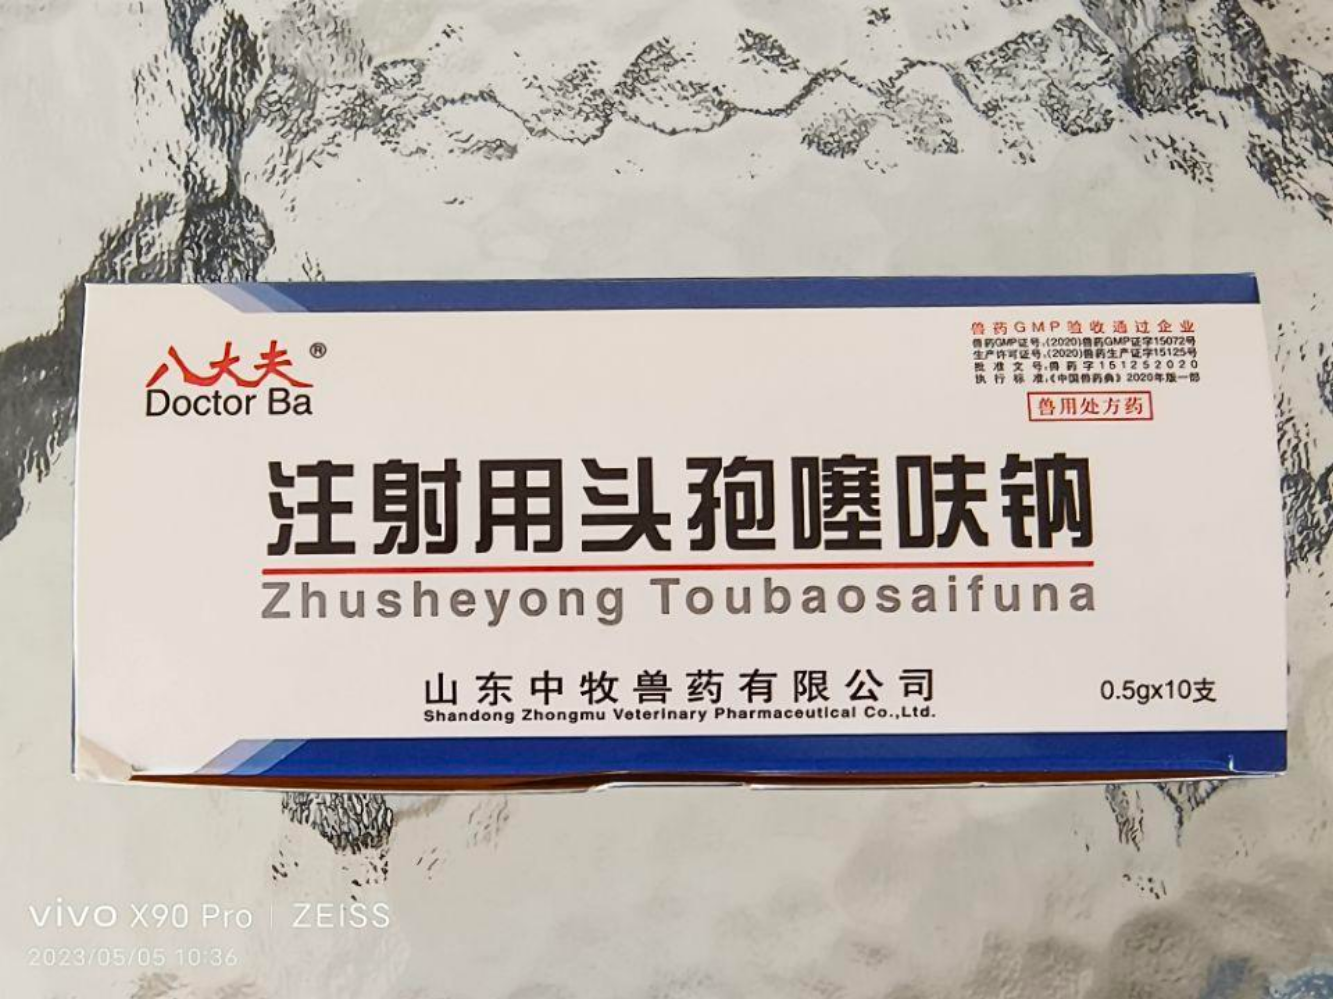 八大夫®
Doctor Ba
兽药GMP验收通过企业
兽药GMP证号:(2020)兽药GMP证字15072号
生产许可证号:(2020)兽药生产证字15125号
批准文号:兽药字151252020
执行标准:《中国兽药典》2020年版一部
兽用处方药
注射用头孢噻呋钠
Zhusheyong Toubaosaifuna
山东中牧兽药有限公司
Shandong Zhongmu Veterinary Pharmaceutical Co.,Ltd.
0.5gx10支
vivo X90 Pro | ZEISS
2023/05/05 10:36